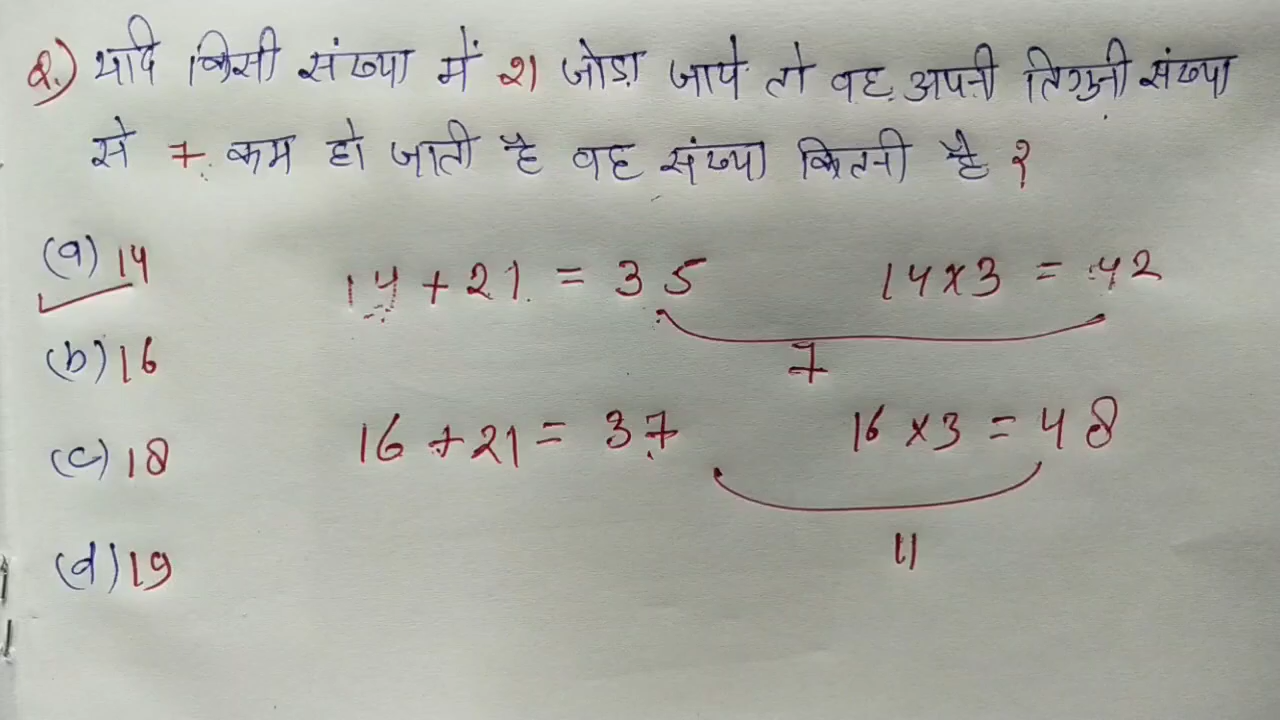 Q.) यदि किसी संख्या में 21 जोड़ा जाये तो वह अपनी तिगुनी संख्या
से 7 कम हो जाती है वह संख्या कितनी है ?
(a) 14
14 + 21 = 35 14 x 3 = 42
7
(b) 16
16 + 21 = 37 16 x 3 = 48
(c) 18
11
(d) 19